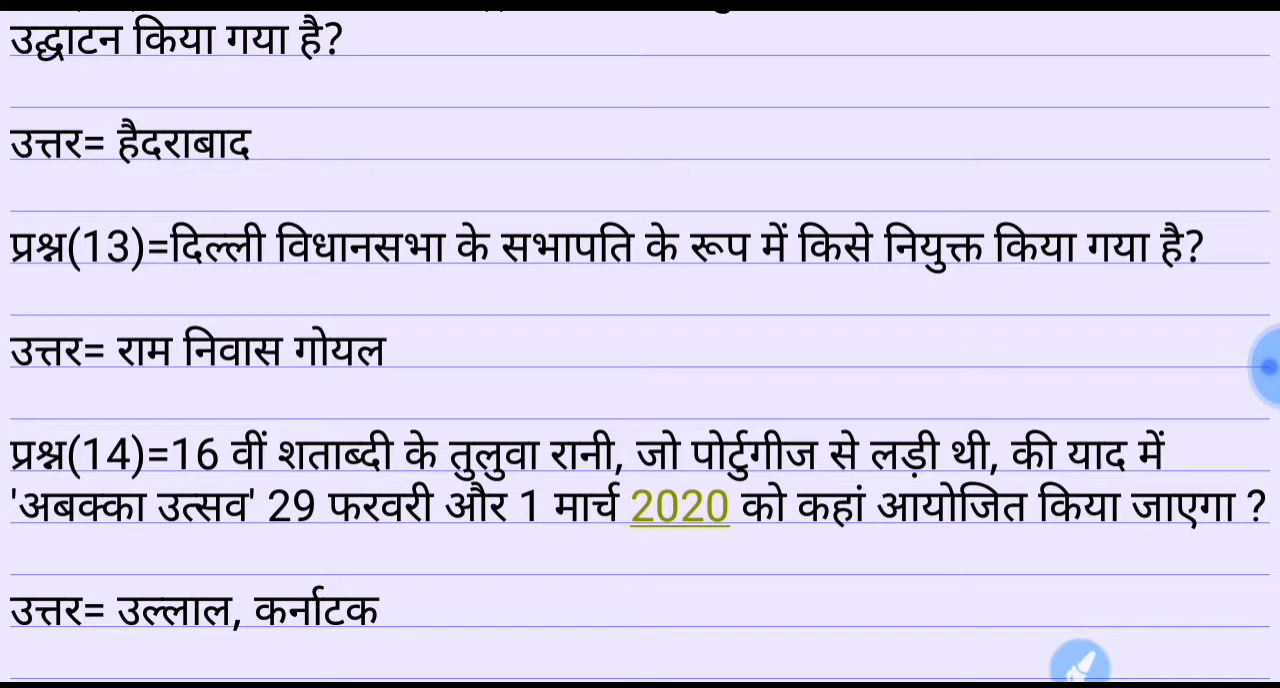 उद्घाटन किया गया है?
उत्तर= हैदराबाद
प्रश्न(13)=दिल्ली विधानसभा के सभापति के रूप में किसे नियुक्त किया गया है?
उत्तर= राम निवास गोयल
प्रश्न(14)=16 वीं शताब्दी के तुलुवा रानी, जो पोर्टुगीज से लड़ी थी, की याद में
'अबक्का उत्सव' 29 फरवरी और 1 मार्च 2020 को कहां आयोजित किया जाएगा ?
उत्तर= उल्लाल, कर्नाटक